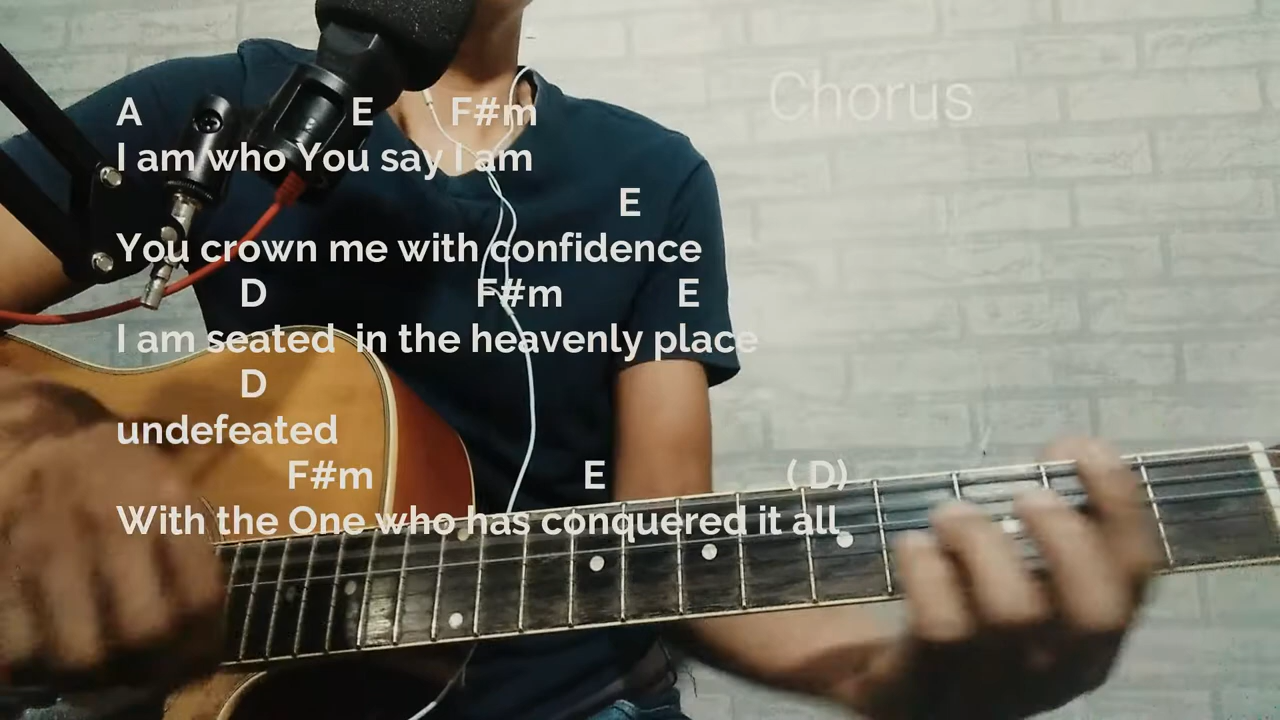 Chorus
A E F#m
I am who You say I am
E
You crown me with confidence
D F#m E
I am seated in the heavenly place
D
undefeated
F#m E ( D)
With the One who has conquered it all